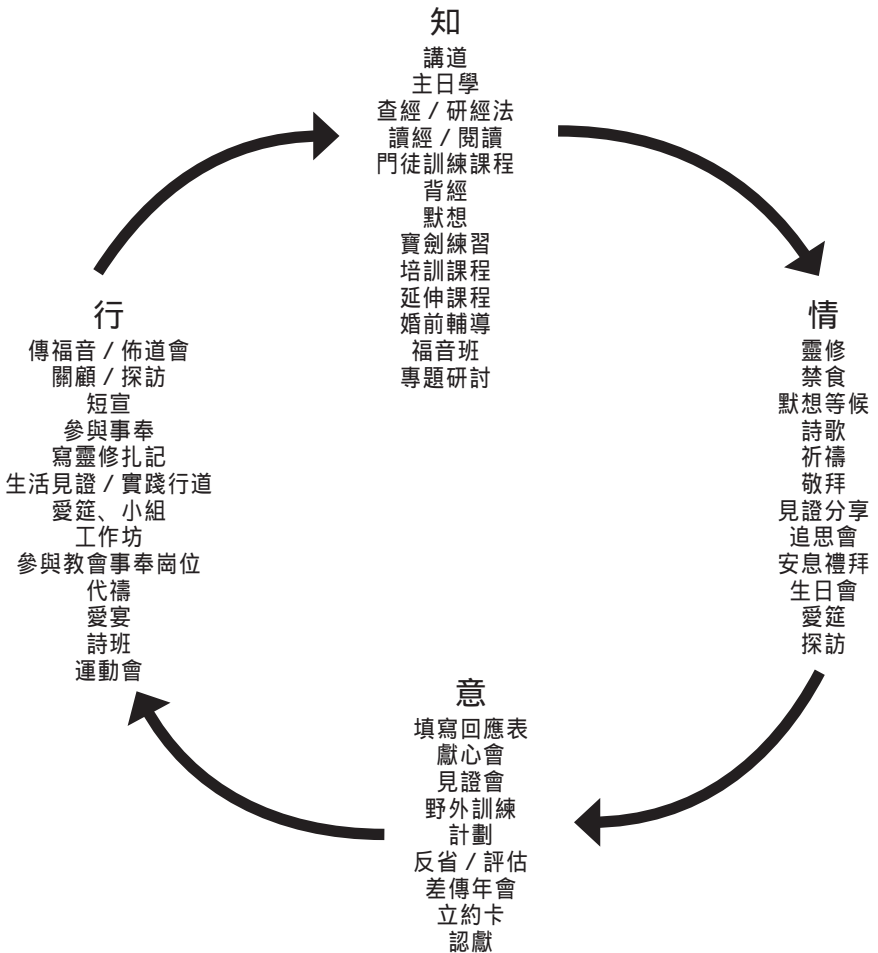 知
講道
主日學
查經 / 研經法
讀經 / 閱讀
門徒訓練課程
背經
默想
寶劍練習
培訓課程
延伸課程
婚前輔導
福音班
專題研討
情
靈修
禁食
默想等候
詩歌
祈禱
敬拜
見證分享
追思會
安息禮拜
生日會
愛筵
探訪
意
填寫回應表
獻心會
見證會
野外訓練
計劃
反省 / 評估
差傳年會
立約卡
認獻
行
傳福音 / 佈道會
關顧 / 探訪
短宣
參與事奉
寫靈修扎記
生活見證 / 實踐行道
愛筵、小組
工作坊
參與教會事奉崗位
代禱
愛宴
詩班
運動會